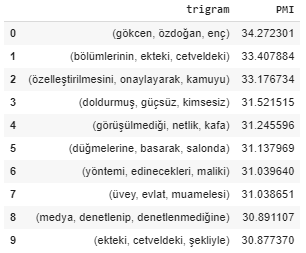 trigram PMI
0 (gökcen, özdoğan, enç) 34.272301
1 (bölümlerinin, ekteki, cetveldeki) 33.407884
2 (özelleştirilmesini, onaylayarak, kamuyu) 33.176734
3 (doldurmuş, güçsüz, kimsesiz) 31.521515
4 (görüşülmediği, netlik, kafa) 31.245596
5 (düğmelerine, basarak, salonda) 31.137969
6 (yöntemi, edinecekleri, maliki) 31.039640
7 (üvey, evlat, muamelesi) 31.038651
8 (medya, denetlenip, denetlenmediğine) 30.891107
9 (ekteki, cetveldeki, şekliyle) 30.877370